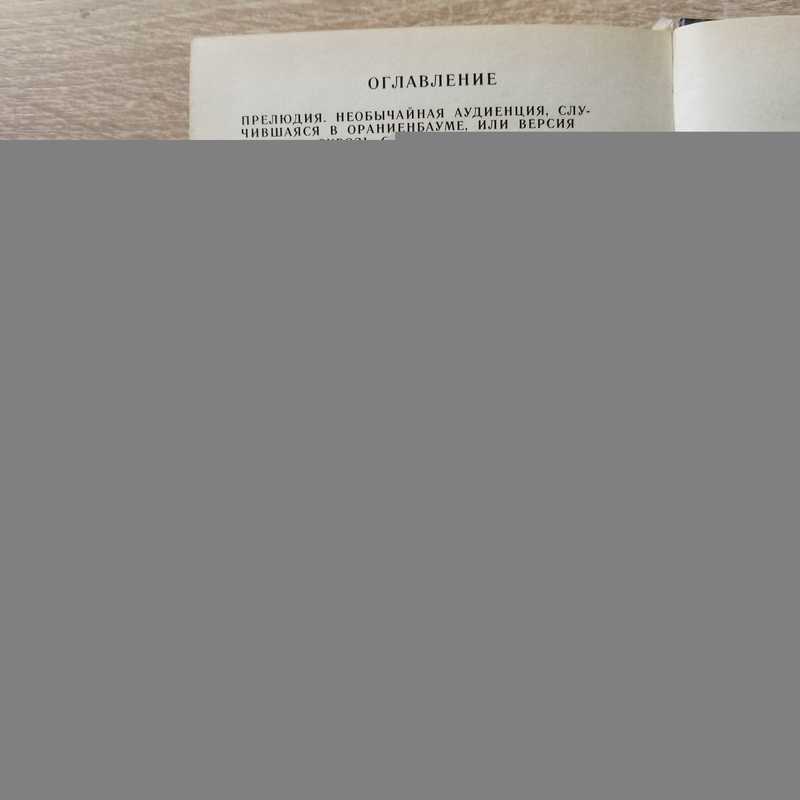 ОГЛАВЛЕНИЕ
ПРЕЛЮДИЯ. НЕОБЫЧАЙНАЯ АУДИЕНЦИЯ, СЛУ-
ЧИВШАЯСЯ В ОРАНИЕНБАУМЕ, ИЛИ ВЕРСИЯ